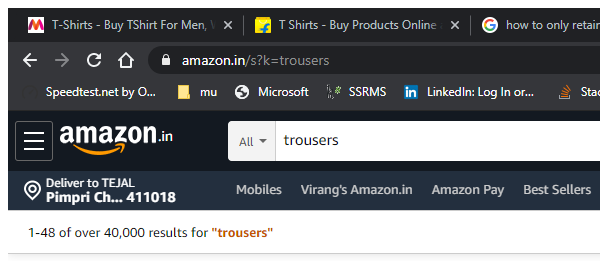 T-Shirts - Buy TShirt For Men, T Shirts - Buy Products Online how to only retain
amazon.in/s?k=trousers
Speedtest.net by O... mu Microsoft SSRMS LinkedIn: Log In or... Stac
amazon.in All trousers
Deliver to TEJAL
Pimpri Ch... 411018 Mobiles Virang's Amazon.in Amazon Pay Best Sellers
1-48 of over 40,000 results for "trousers"